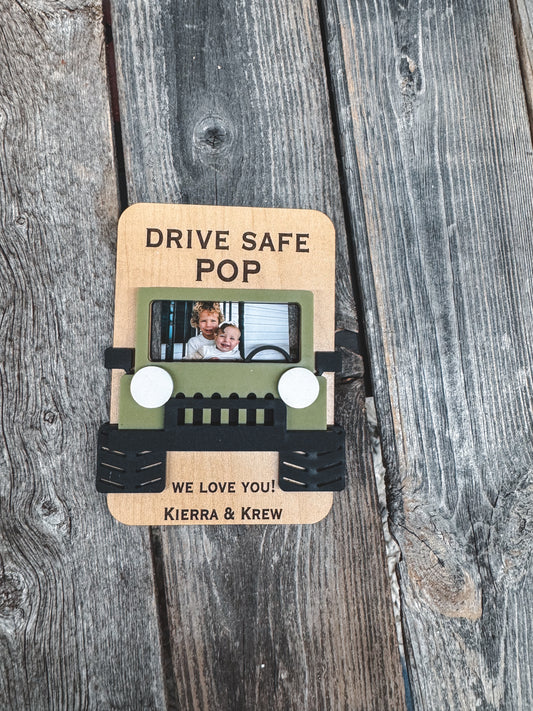 DRIVE SAFE
POP
WE LOVE YOU!
KIERRA & KREW